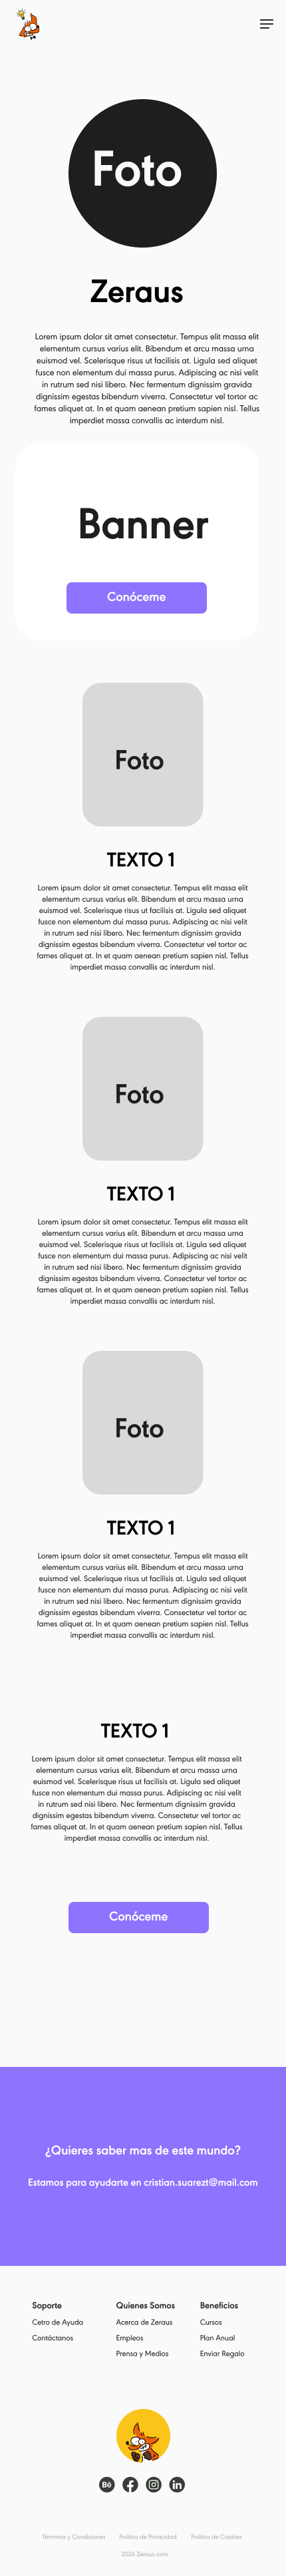 Foto
Zeraus
Lorem ipsum dolor sit amet consectetur. Tempus elit massa elit
elementum cursus varius elit. Bibendum et arcu massa urna
euismod vel. Scelerisque risus ut facilisis at. Ligula sed aliquet
fusce non elementum dui massa purus. Adipiscing ac nisi velit
in rutrum sed nisi libero. Nec fermentum dignissim gravida
dignissim egestas bibendum viverra. Consectetur vel tortor ac
fames aliquet at. In et quam aenean pretium sapien nisl. Tellus
imperdiet massa convallis ac interdum nisl.
Banner
Conóceme
Foto
TEXTO 1
Lorem ipsum dolor sit amet consectetur. Tempus elit massa elit
elementum cursus varius elit. Bibendum et arcu massa urna
euismod vel. Scelerisque risus ut facilisis at. Ligula sed aliquet
fusce non elementum dui massa purus. Adipiscing ac nisi velit
in rutrum sed nisi libero. Nec fermentum dignissim gravida
dignissim egestas bibendum viverra. Consectetur vel tortor ac
fames aliquet at. In et quam aenean pretium sapien nisl. Tellus
imperdiet massa convallis ac interdum nisl.
Foto
TEXTO 1
Lorem ipsum dolor sit amet consectetur. Tempus elit massa elit
elementum cursus varius elit. Bibendum et arcu massa urna
euismod vel. Scelerisque risus ut facilisis at. Ligula sed aliquet
fusce non elementum dui massa purus. Adipiscing ac nisi velit
in rutrum sed nisi libero. Nec fermentum dignissim gravida
dignissim egestas bibendum viverra. Consectetur vel tortor ac
fames aliquet at. In et quam aenean pretium sapien nisl. Tellus
imperdiet massa convallis ac interdum nisl.
Foto
TEXTO 1
Lorem ipsum dolor sit amet consectetur. Tempus elit massa elit
elementum cursus varius elit. Bibendum et arcu massa urna
euismod vel. Scelerisque risus ut facilisis at. Ligula sed aliquet
fusce non elementum dui massa purus. Adipiscing ac nisi velit
in rutrum sed nisi libero. Nec fermentum dignissim gravida
dignissim egestas bibendum viverra. Consectetur vel tortor ac
fames aliquet at. In et quam aenean pretium sapien nisl. Tellus
imperdiet massa convallis ac interdum nisl.
TEXTO 1
Lorem ipsum dolor sit amet consectetur. Tempus elit massa elit
elementum cursus varius elit. Bibendum et arcu massa urna
euismod vel. Scelerisque risus ut facilisis at. Ligula sed aliquet
fusce non elementum dui massa purus. Adipiscing ac nisi velit
in rutrum sed nisi libero. Nec fermentum dignissim gravida
dignissim egestas bibendum viverra. Consectetur vel tortor ac
fames aliquet at. In et quam aenean pretium sapien nisl. Tellus
imperdiet massa convallis ac interdum nisl.
Conóceme
¿Quieres saber mas de este mundo?
Estamos para ayudarte en cristian.suarezt@mail.com
Soporte
Cetro de Ayuda
Contáctanos
Quienes Somos
Acerca de Zeraus
Empleos
Prensa y Medios
Beneficios
Cursos
Plan Anual
Enviar Regalo
Términos y Condiciones Política de Privacidad Política de Cookies
2024 Zeraus.com